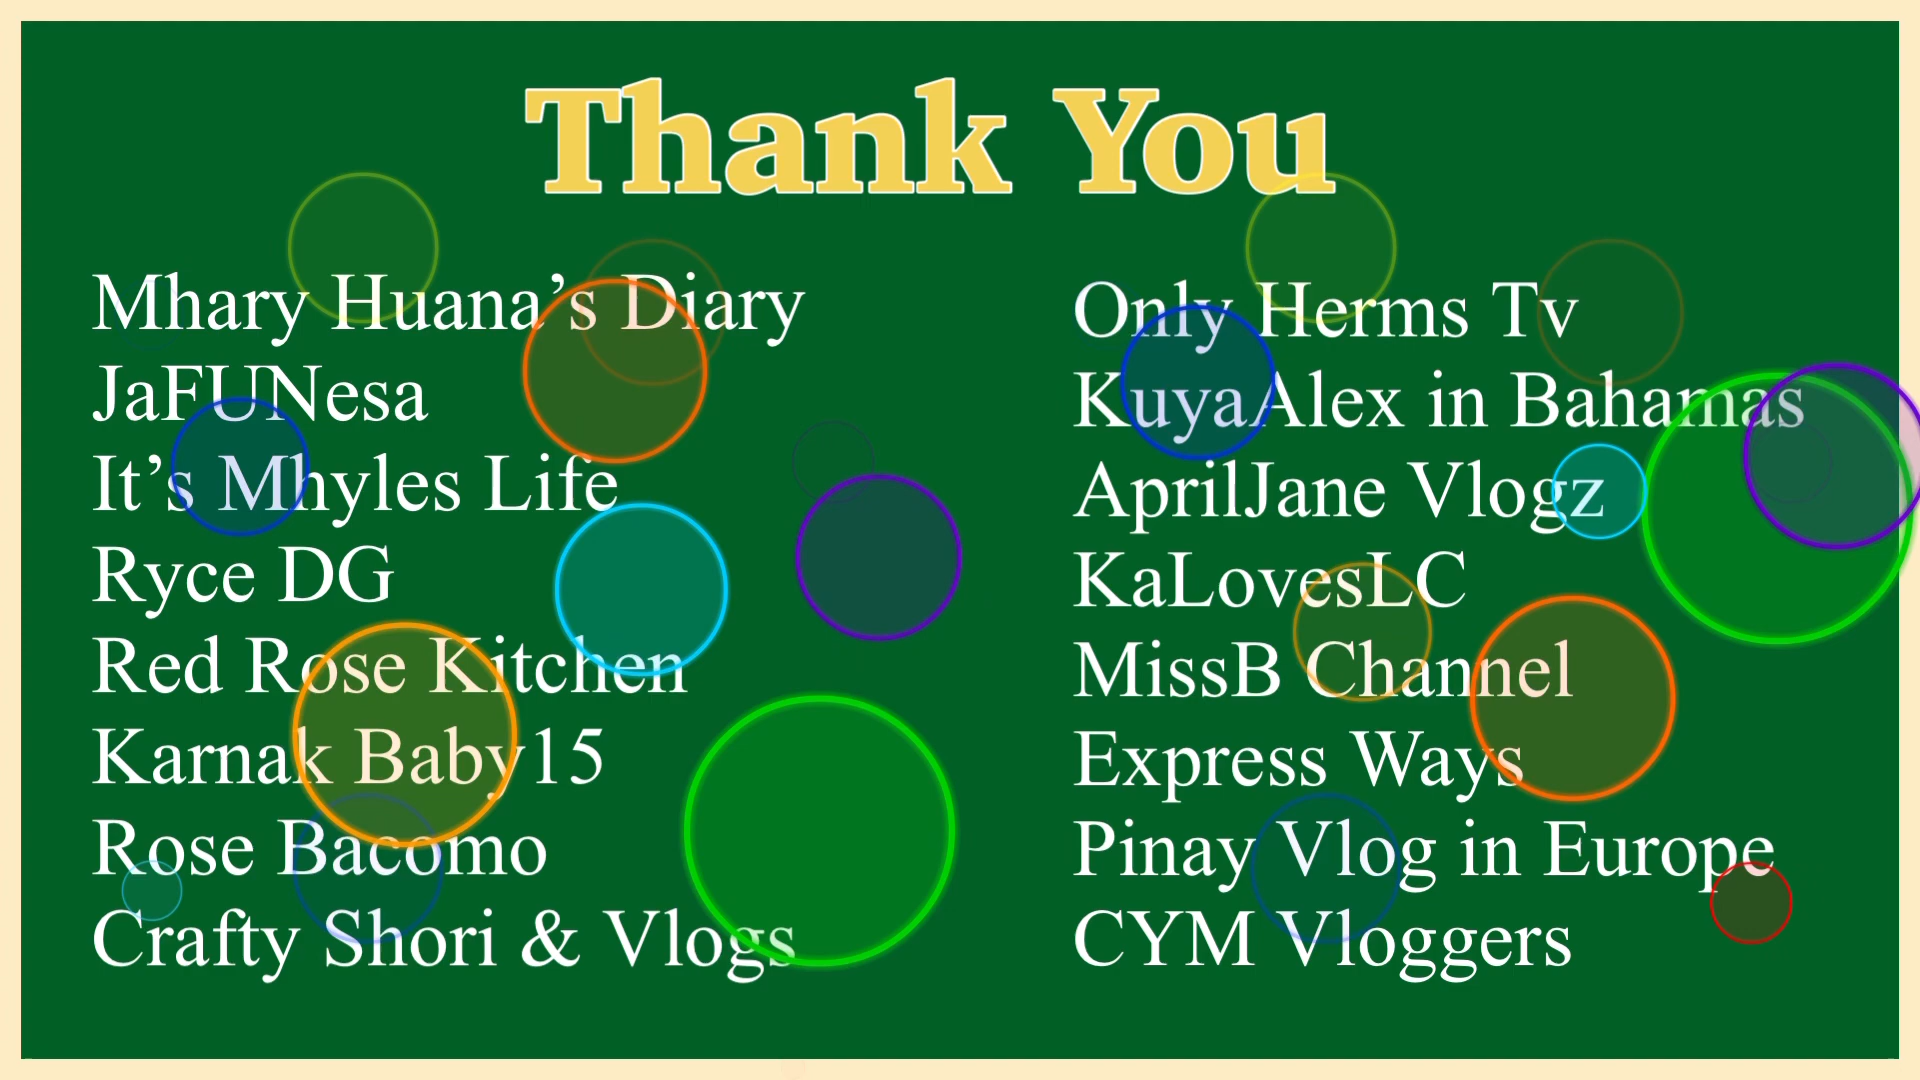 Thank You
Mhary Huana’s Diary
JaFUNesa
It’s Mhyles Life
Ryce DG
Red Rose Kitchen
Karnak Baby15
Rose Bacomo
Crafty Shori & Vlogs
Only Herms Tv
KuyaAlex in Bahamas
AprilJane Vlogz
KaLovesLC
MissB Channel
Express Ways
Pinay Vlog in Europe
CYM Vloggers